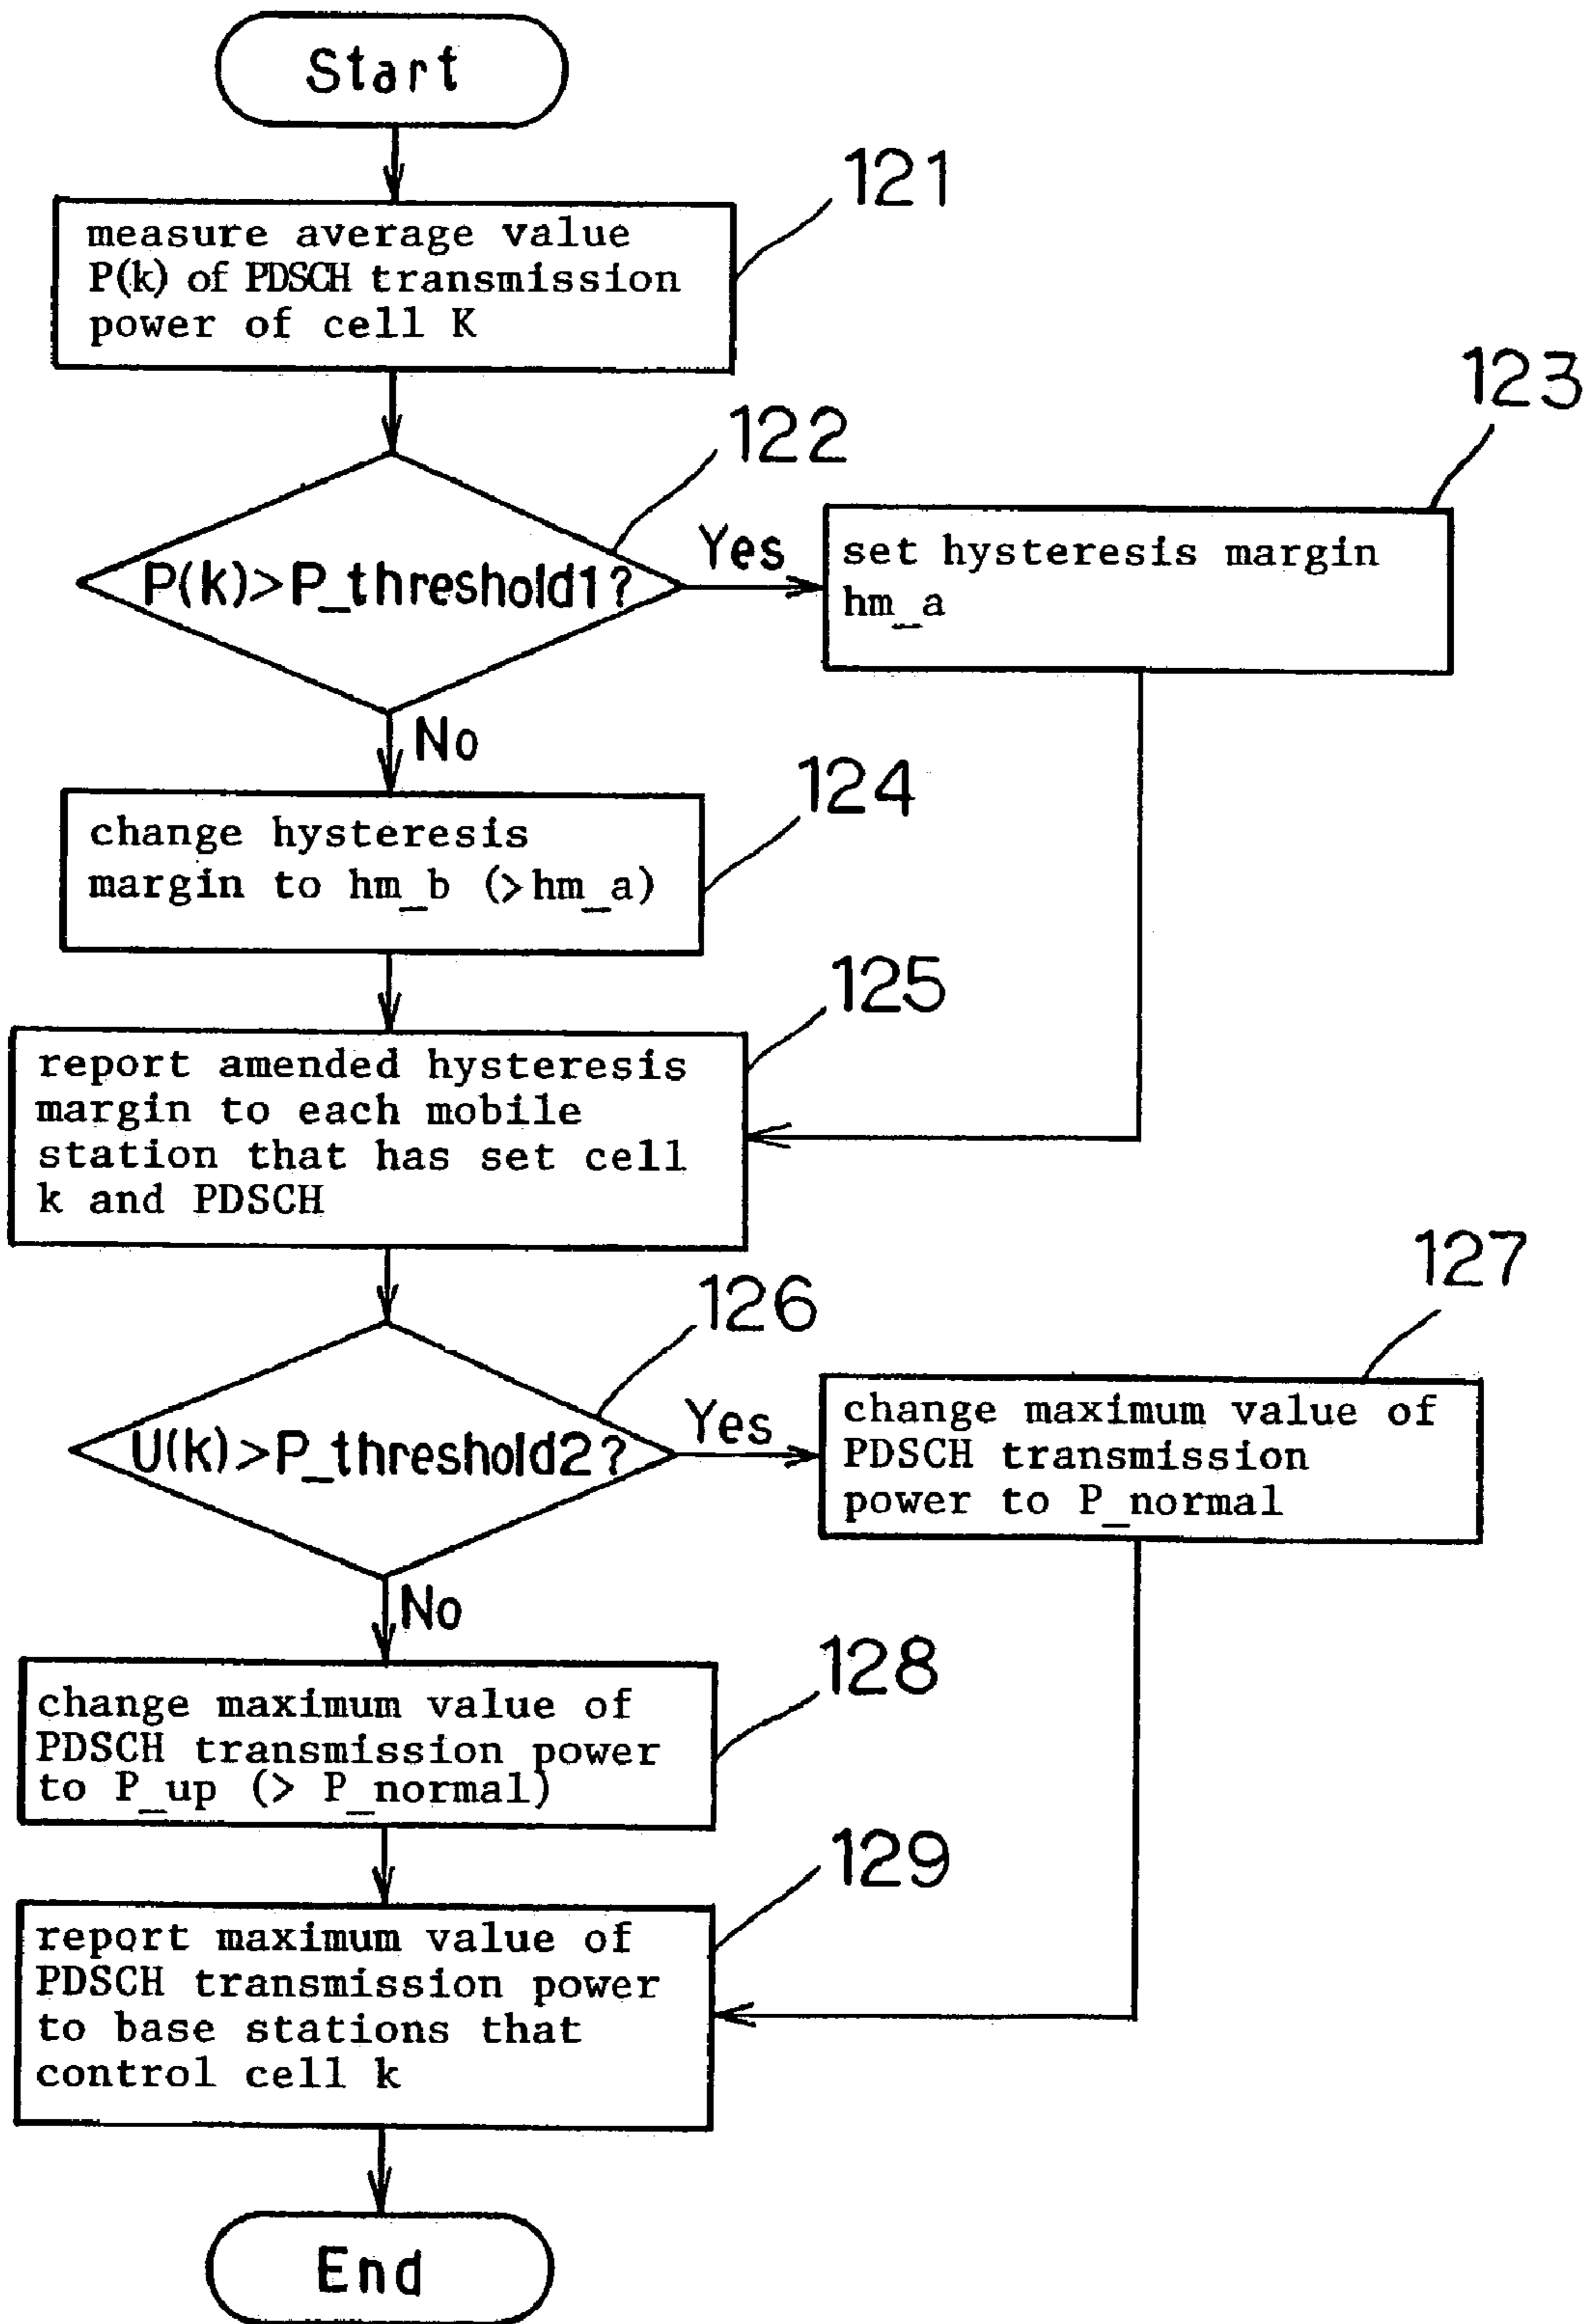 Start
121
measure average value
P(k) of PDSCH transmission
power of cell K
122
P(k)>P_threshold1?
Yes
123
set hysteresis margin
hm_a
No
124
change hysteresis
margin to hm_b (>hm_a)
125
report amended hysteresis
margin to each mobile
station that has set cell
k and PDSCH
126
U(k)>P_threshold2?
Yes
127
change maximum value of
PDSCH transmission
power to P_normal
No
128
change maximum value of
PDSCH transmission power
to P_up (> P_normal)
129
report maximum value of
PDSCH transmission power
to base stations that
control cell k
End